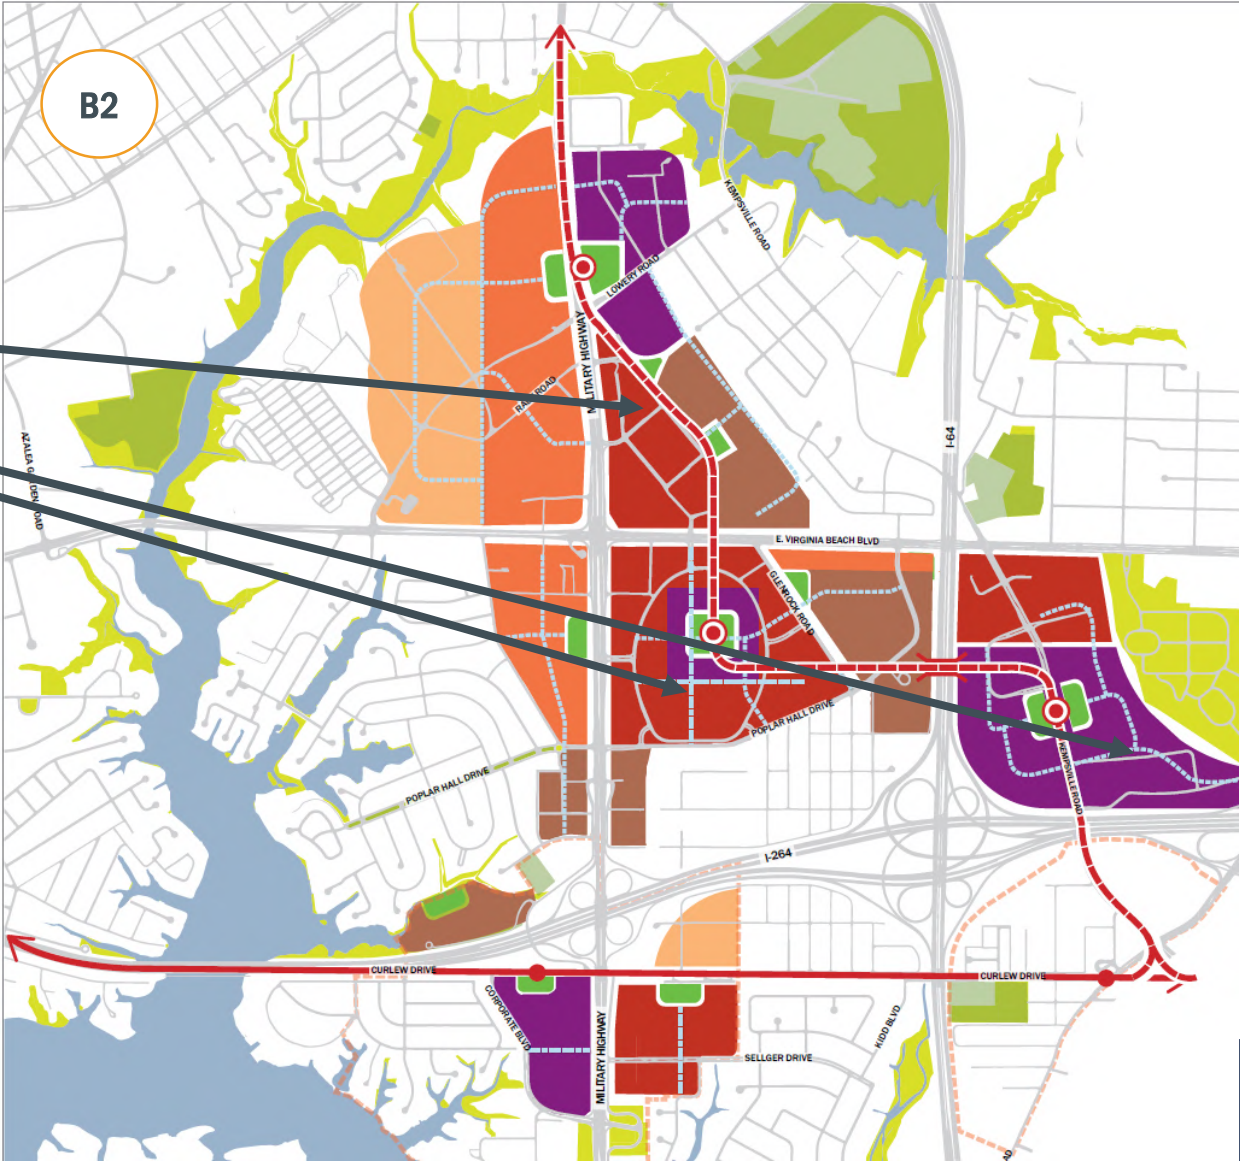 B2
KEMPSVILLE ROAD
LOWERY ROAD
MILITARY HIGHWAY
AZALEA GARDEN ROAD
I-64
E. VIRGINIA BEACH BLVD
GLENROCK ROAD
POPLAR HALL DRIVE
KEMPSVILLE ROAD
POPLAR HALL DRIVE
I-264
CURLEW DRIVE
CURLEW DRIVE
CORPORATE BLVD
MILITARY HIGHWAY
KIDD BLVD
SELLGER DRIVE